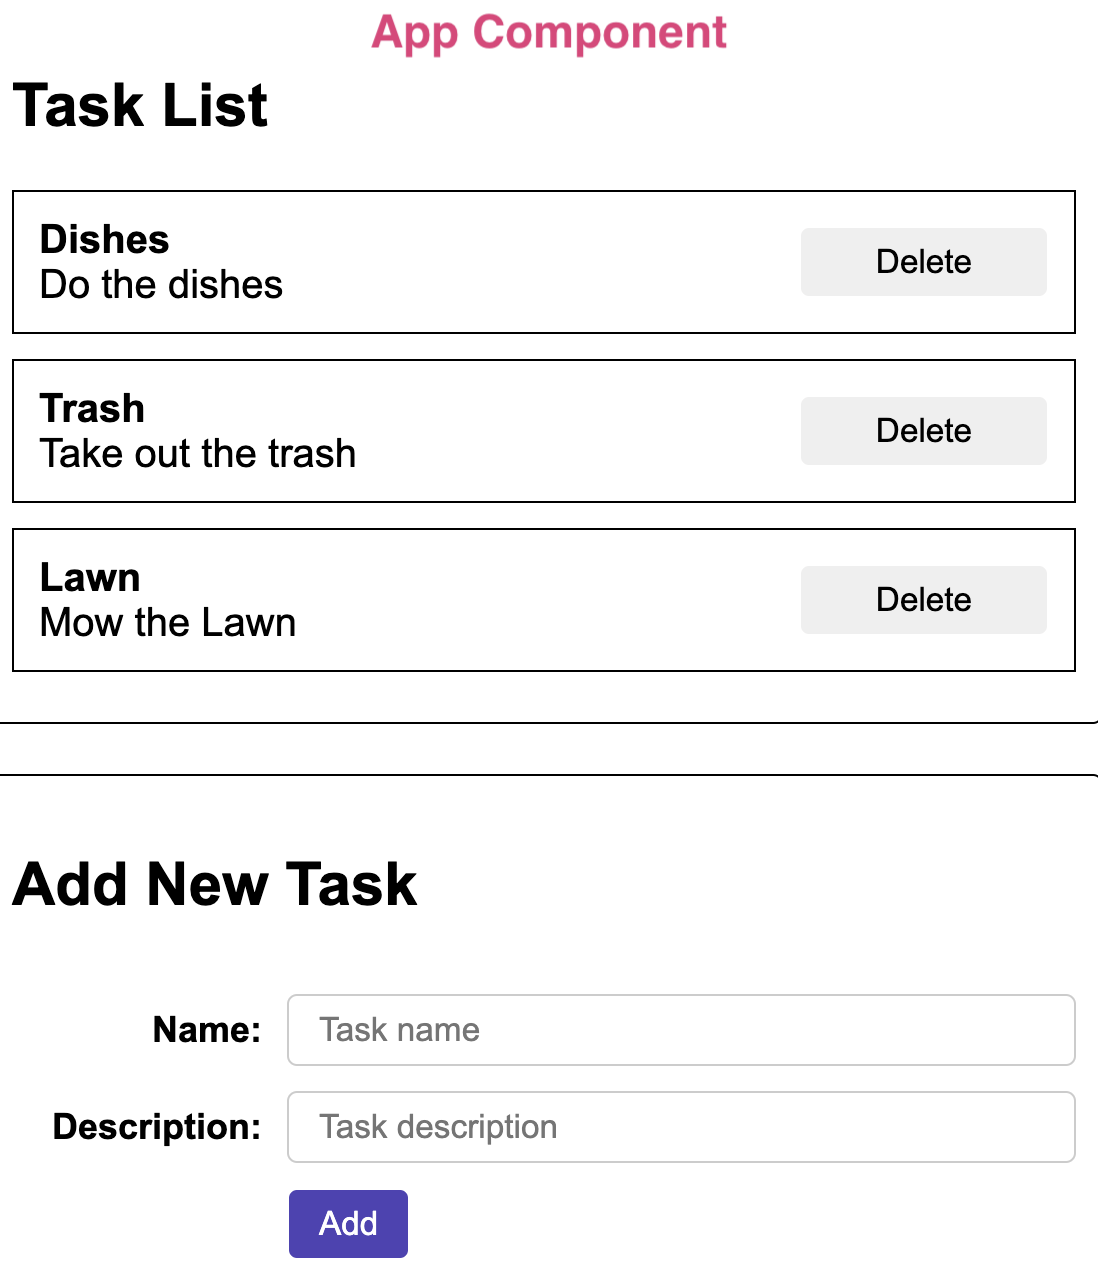 App Component
Task List
Dishes
Do the dishes
Delete
Trash
Take out the trash
Delete
Lawn
Mow the Lawn
Delete
Add New Task
Name: Task name
Description: Task description
Add